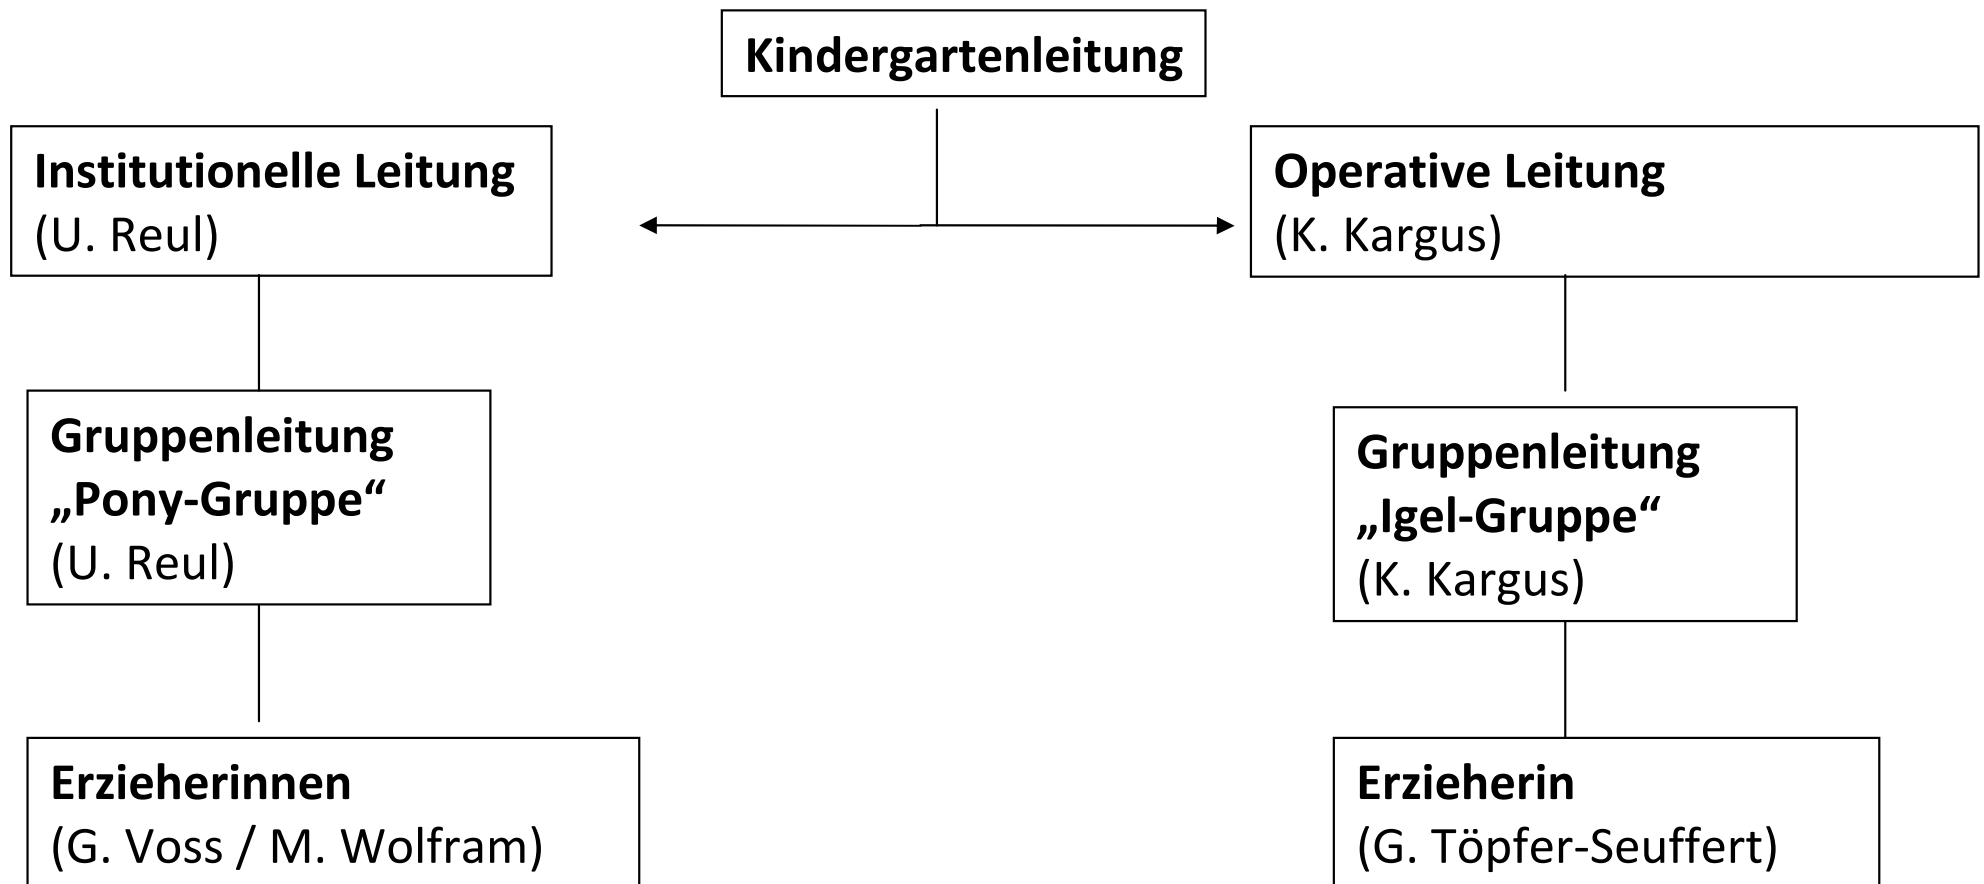 Kindergartenleitung
Institutionelle Leitung
(U. Reul)
Operative Leitung
(K. Kargus)
Gruppenleitung
„Pony-Gruppe“
(U. Reul)
Gruppenleitung
„Igel-Gruppe“
(K. Kargus)
Erzieherinnen
(G. Voss / M. Wolfram)
Erzieherin
(G. Töpfer-Seuffert)